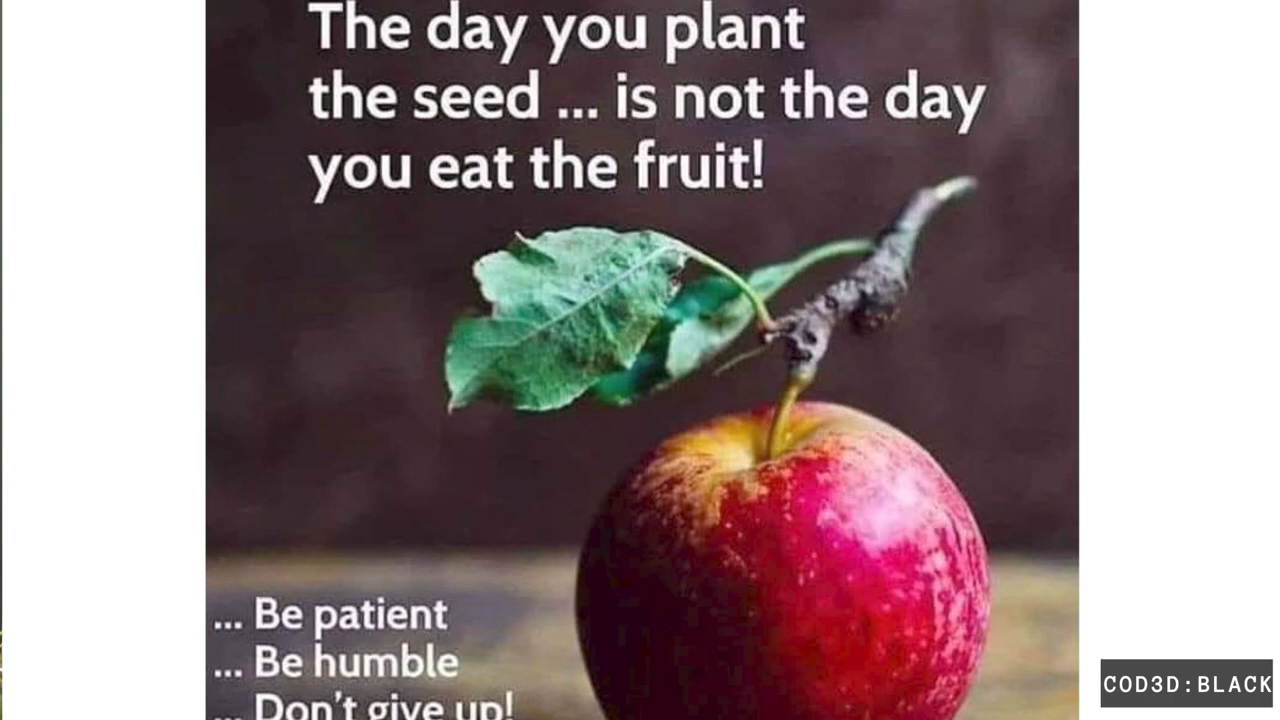 The day you plant
the seed ... is not the day
you eat the fruit!
... Be patient
... Be humble
... Don't give up!
COD3D:BLACK